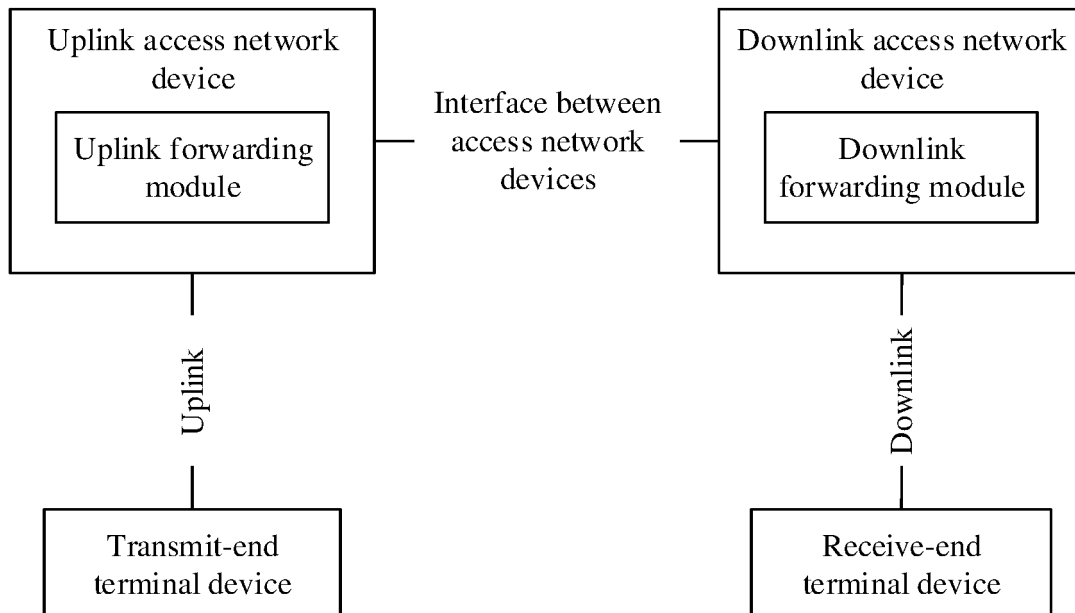 Uplink access network
device
Uplink forwarding
module
Interface between
access network
devices
Downlink access network
device
Downlink
forwarding module
Uplink
Downlink
Transmit-end
terminal device
Receive-end
terminal device